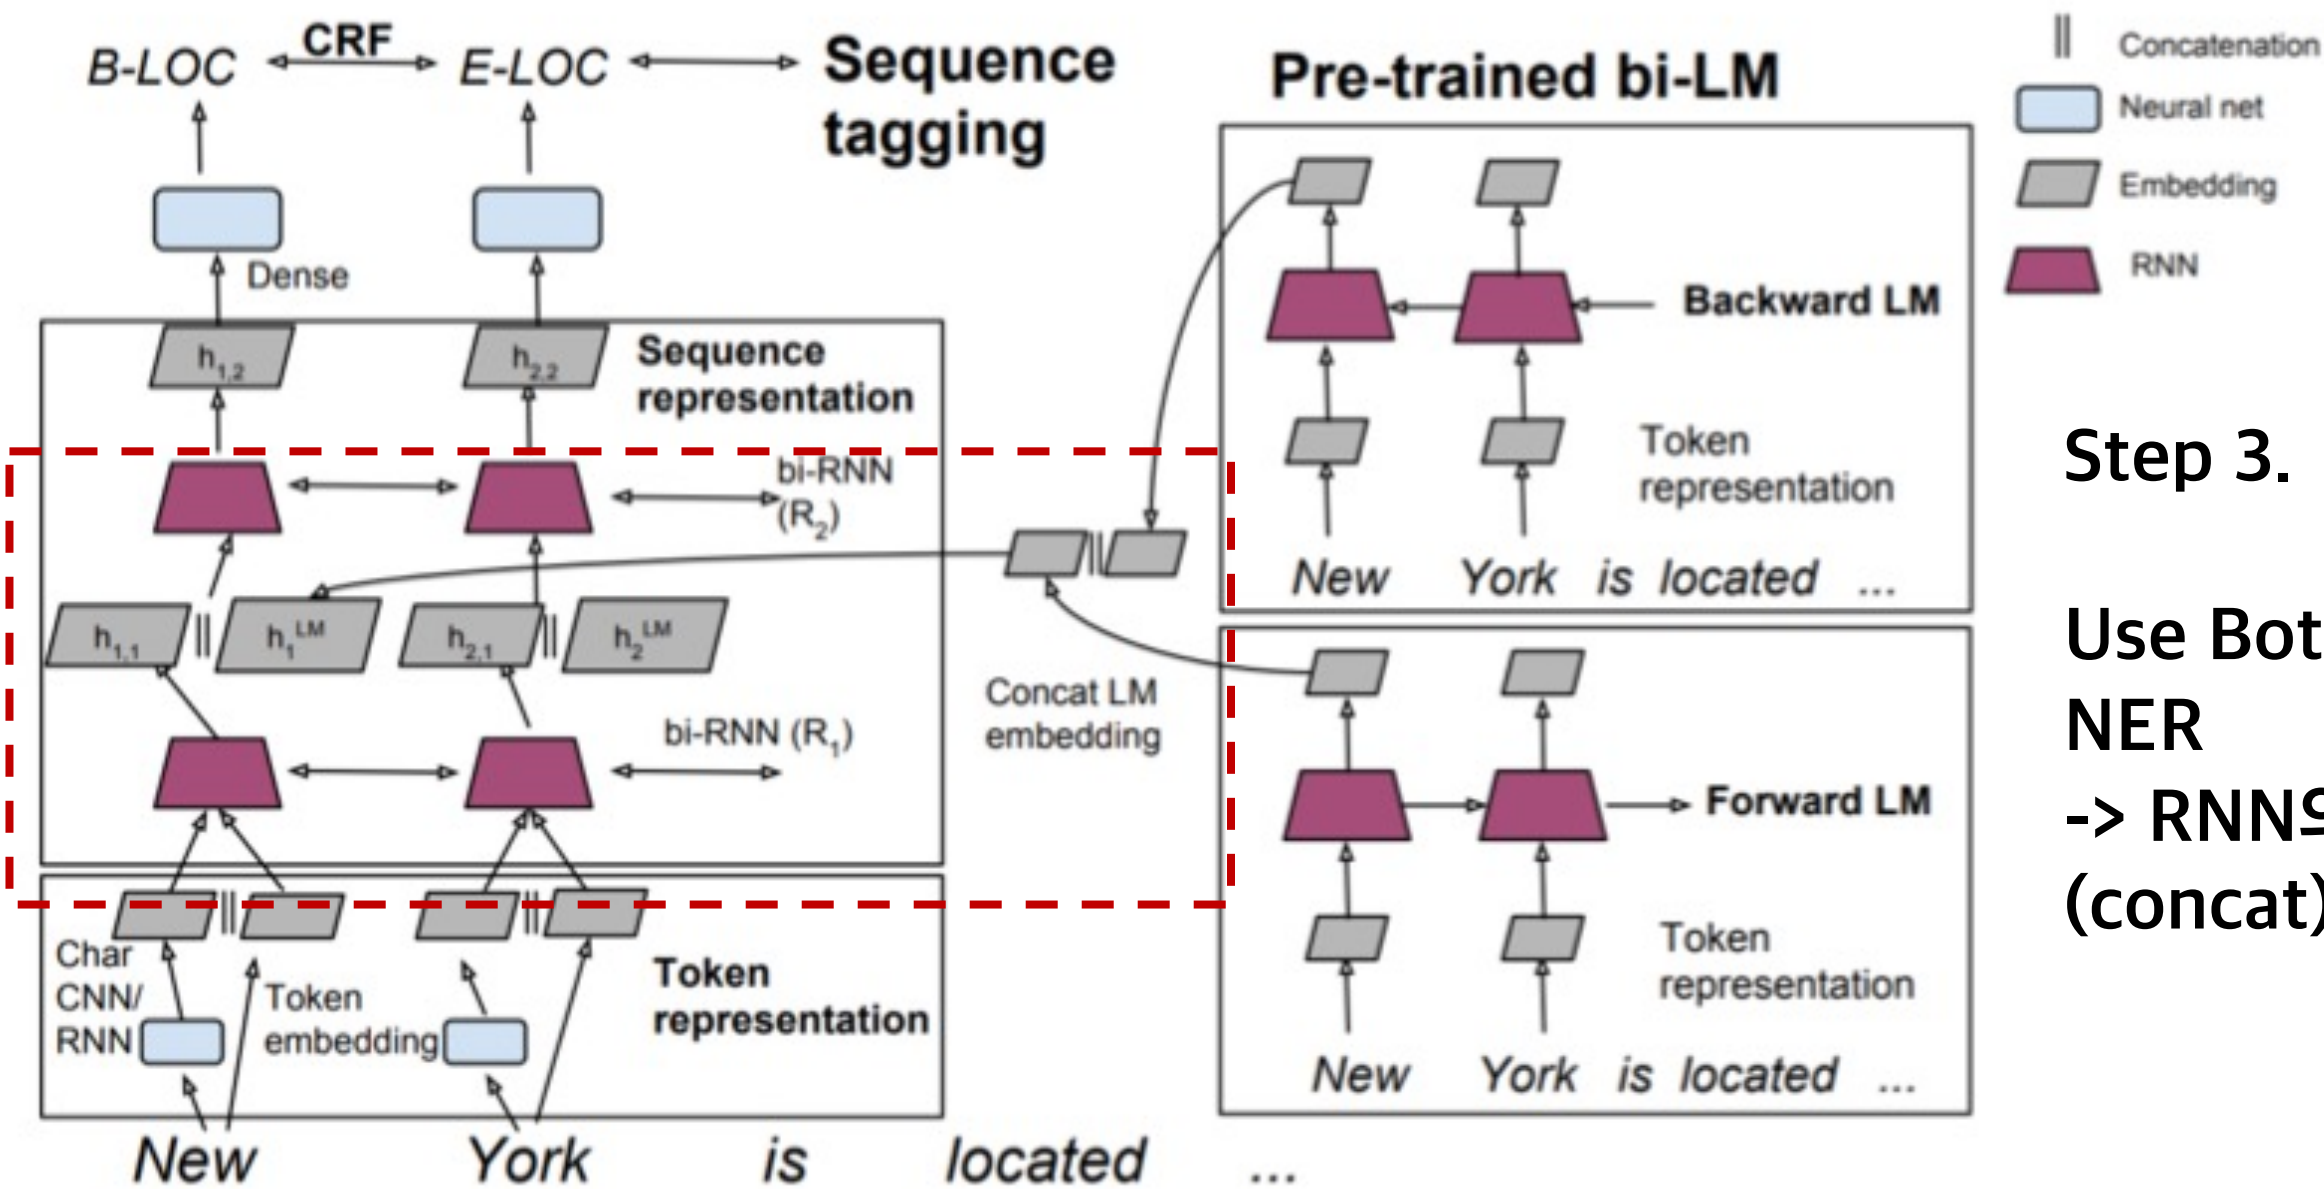 B-LOC
CRF
E-LOC
Sequence
tagging
Dense
h1,2
h2,2
Sequence
representation
bi-RNN
(R2)
h1,1
||
h1LM
h2,1
||
h2LM
bi-RNN (R1)
||
||
Char
CNN/
RNN
Token
embedding
Token
representation
New York is located ...
||
Concat LM
embedding
Pre-trained bi-LM
Backward LM
Token
representation
New York is located ...
Forward LM
Token
representation
New York is located ...
|| Concatenation
Neural net
Embedding
RNN
Step 3.
Use
NER
-> RNN
(concat)